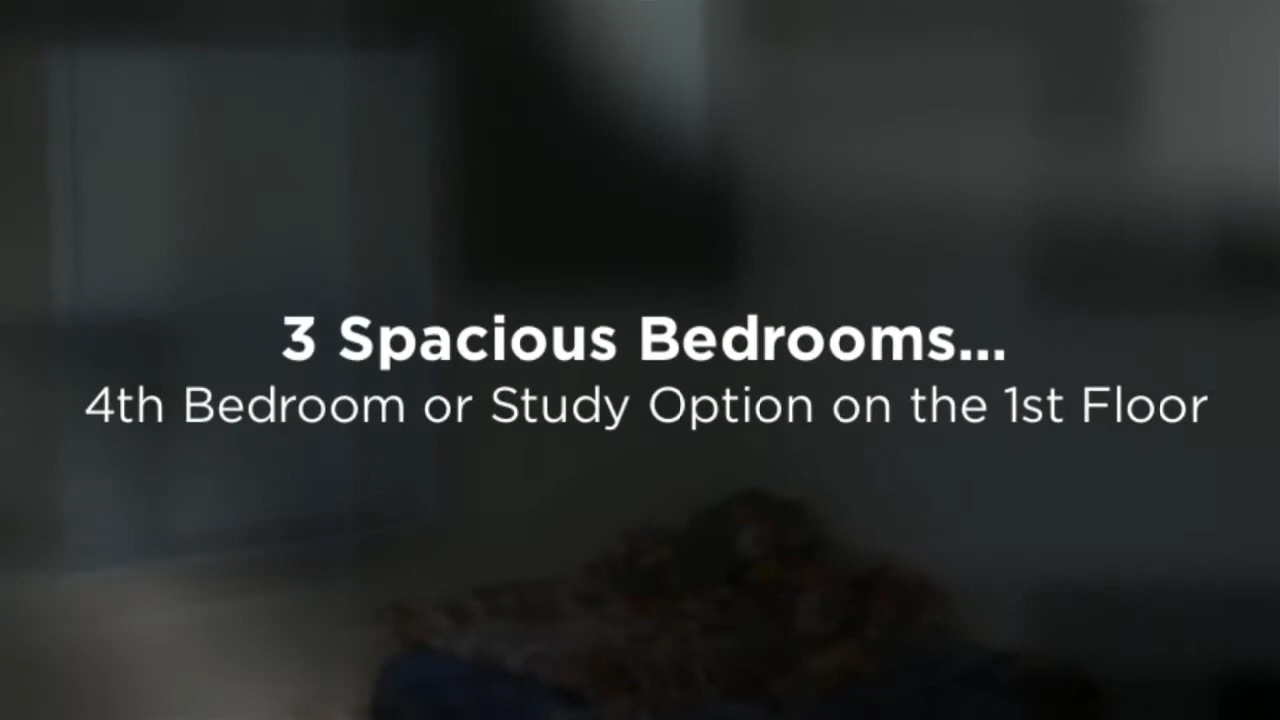 3 Spacious Bedrooms...
4th Bedroom or Study Option on the 1st Floor